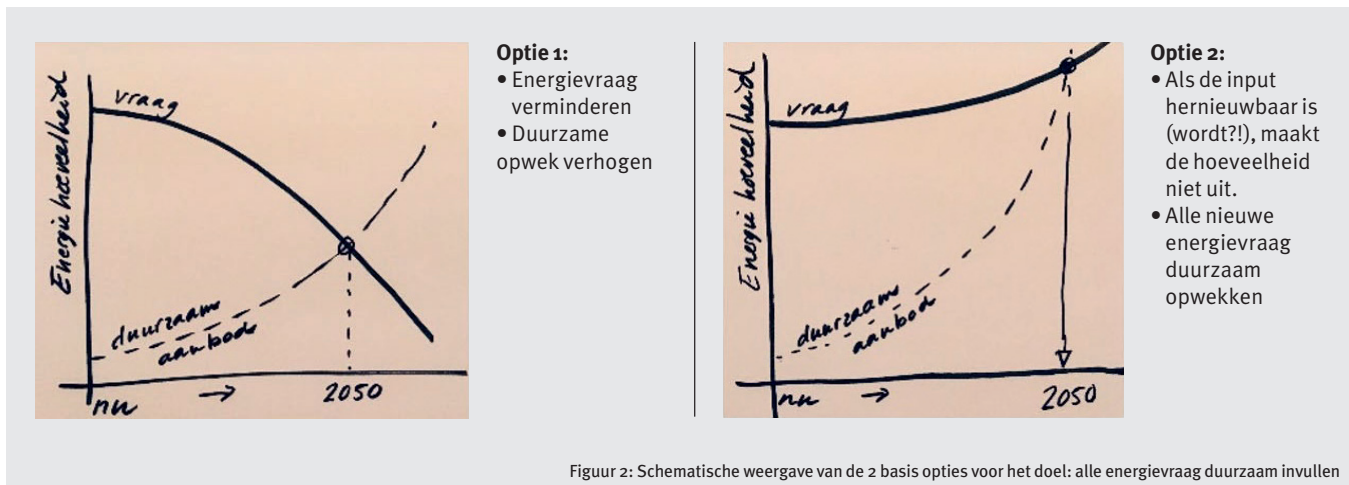 Energie hoeveelheid
vraag
duurzaam
aanbod
nu
→
2050
Optie 1:
• Energievraag
verminderen
• Duurzame
opwek verhogen
Energie hoeveelheid
vraag
duurzaam
aanbod
nu
→
2050
Optie 2:
• Als de input
hernieuwbaar is
(wordt?!), maakt
de hoeveelheid
niet uit.
• Alle nieuwe
energievraag
duurzaam
opwekken
Figuur 2: Schematische weergave van de 2 basis opties voor het doel: alle energievraag duurzaam invullen